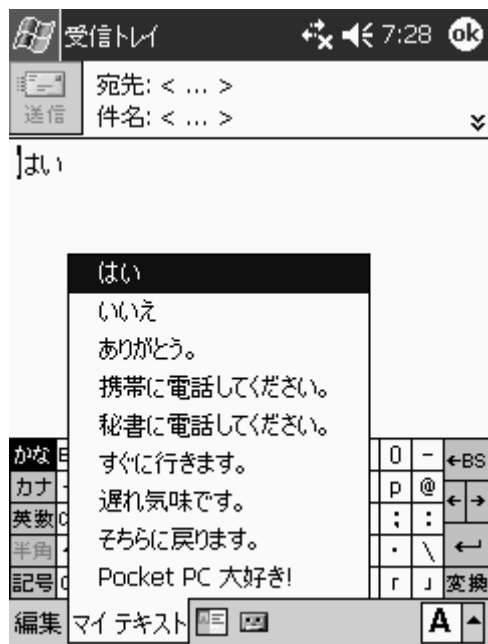 受信トレイ 7:28 ok
送信
宛先: < ... >
件名: < ... >
はい
はい
いいえ
ありがとう。
携帯に電話してください。
秘書に電話してください。
すぐに行きます。
遅れ気味です。
そちらに戻ります。
Pocket PC 大好き!
かな 0 - ←BS
カナ p @ ← →
英数 ; :
半角 ・ \ ←
記号 r 」 変換
編集 マイ テキスト A